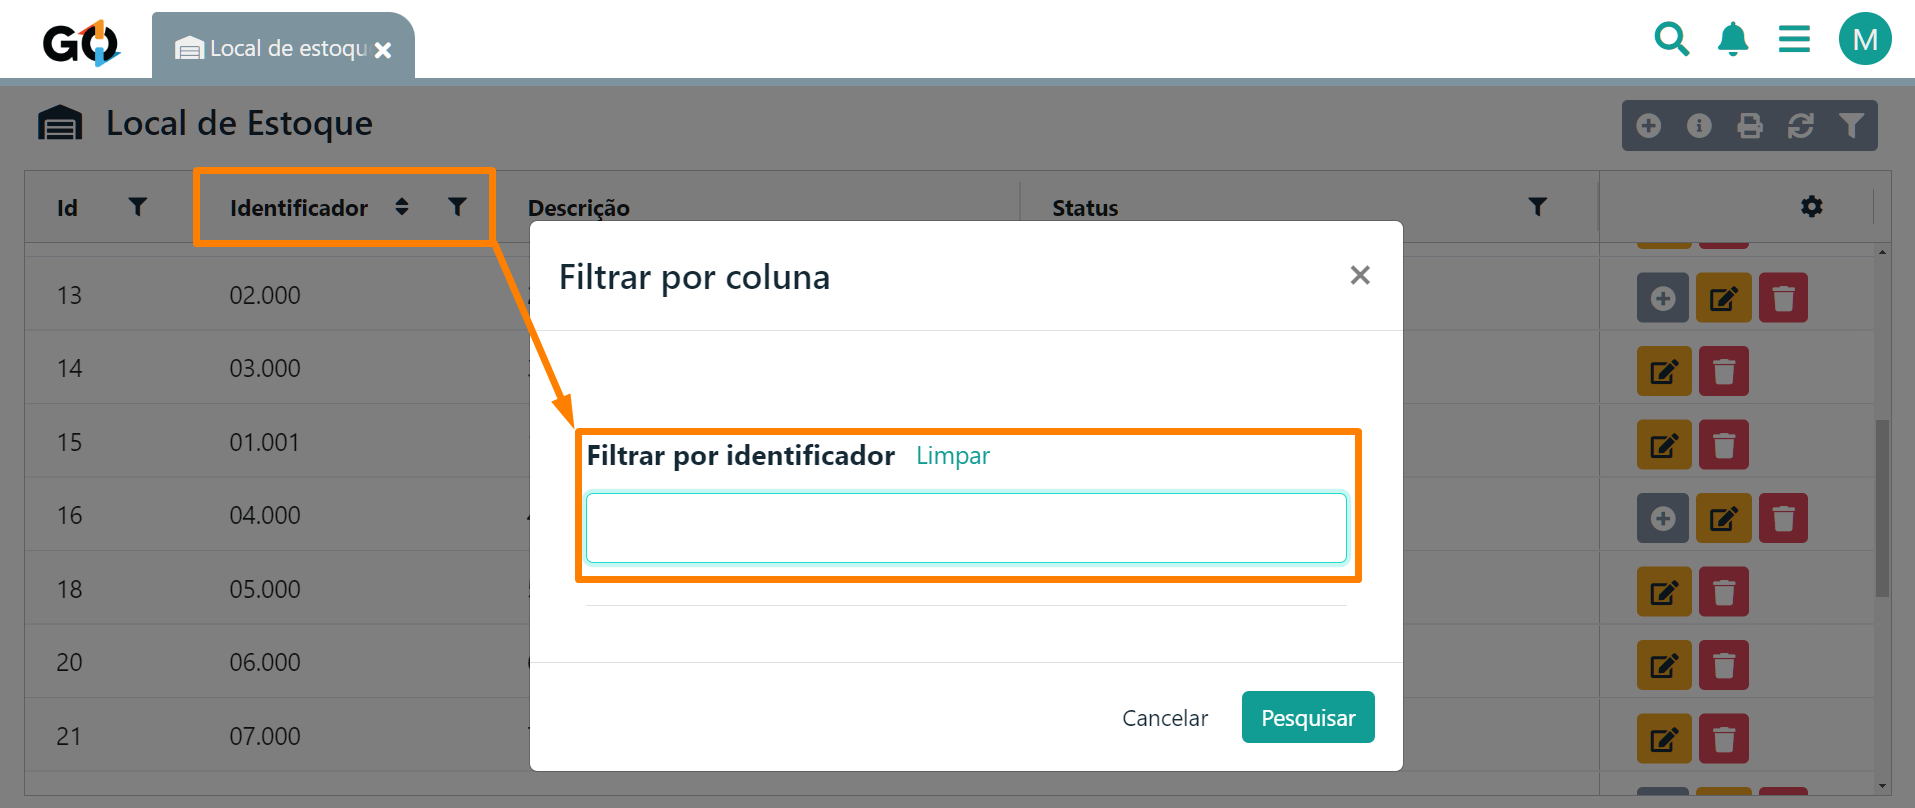 GO
Local de estoqu
M
Local de Estoque
Id
Identificador
Descrição
Status
Filtrar por coluna
13 02.000
14 03.000
15 01.001
Filtrar por identificador Limpar
16 04.000
18 05.000
20 06.000
21 07.000
Cancelar
Pesquisar